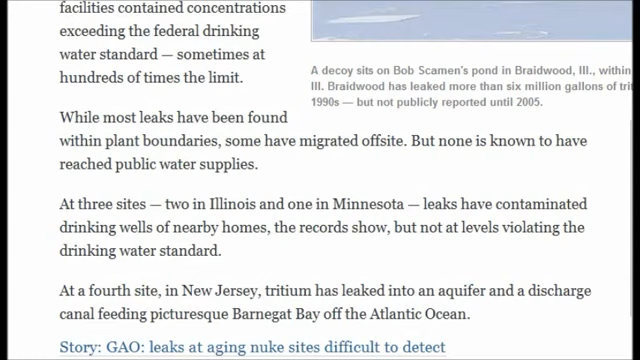 facilities contained concentrations
exceeding the federal drinking
water standard — sometimes at
hundreds of times the limit.
A decoy sits on Bob Scamen's pond in Braidwood, Ill., within
Ill. Braidwood has leaked more than six million gallons of
1990s — but not publicly reported until 2005.
While most leaks have been found
within plant boundaries, some have migrated offsite. But none is known to have
reached public water supplies.
At three sites — two in Illinois and one in Minnesota — leaks have contaminated
drinking wells of nearby homes, the records show, but not at levels violating the
drinking water standard.
At a fourth site, in New Jersey, tritium has leaked into an aquifer and a discharge
canal feeding picturesque Barnegat Bay off the Atlantic Ocean.
Story: GAO: leaks at aging nuke sites difficult to detect